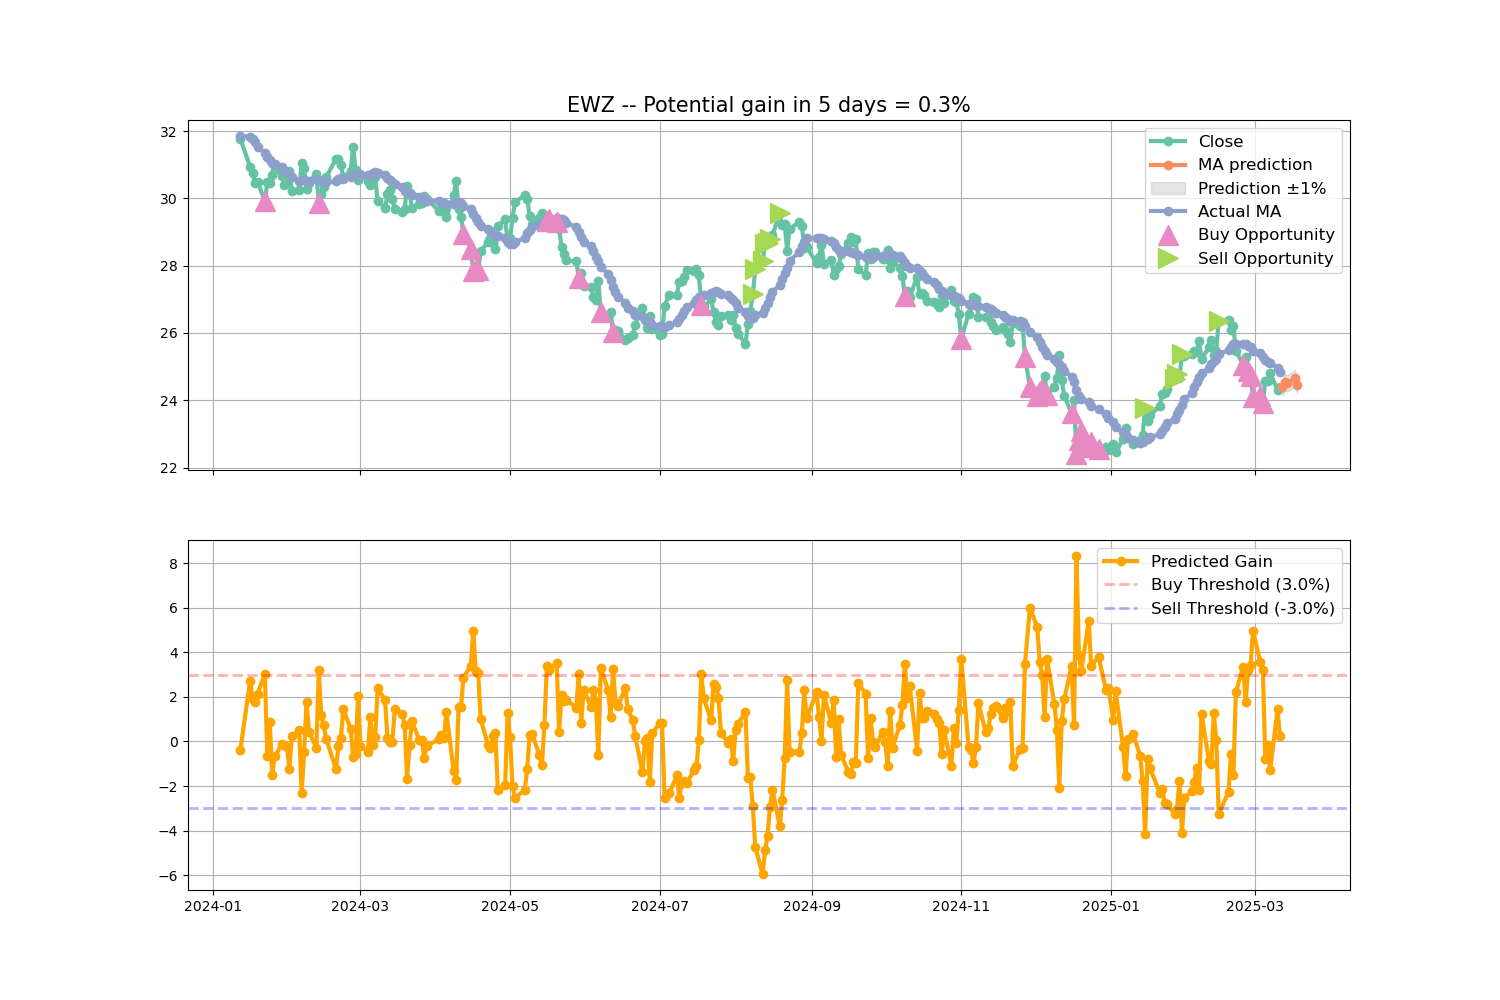 EWZ -- Potential gain in 5 days = 0.3%
32
30
28
26
24
22
Close
MA prediction
Prediction ±1%
Actual MA
Buy Opportunity
Sell Opportunity
8
6
4
2
0
−2
−4
−6
Predicted Gain
Buy Threshold (3.0%)
Sell Threshold (-3.0%)
2024-01
2024-03
2024-05
2024-07
2024-09
2024-11
2025-01
2025-03